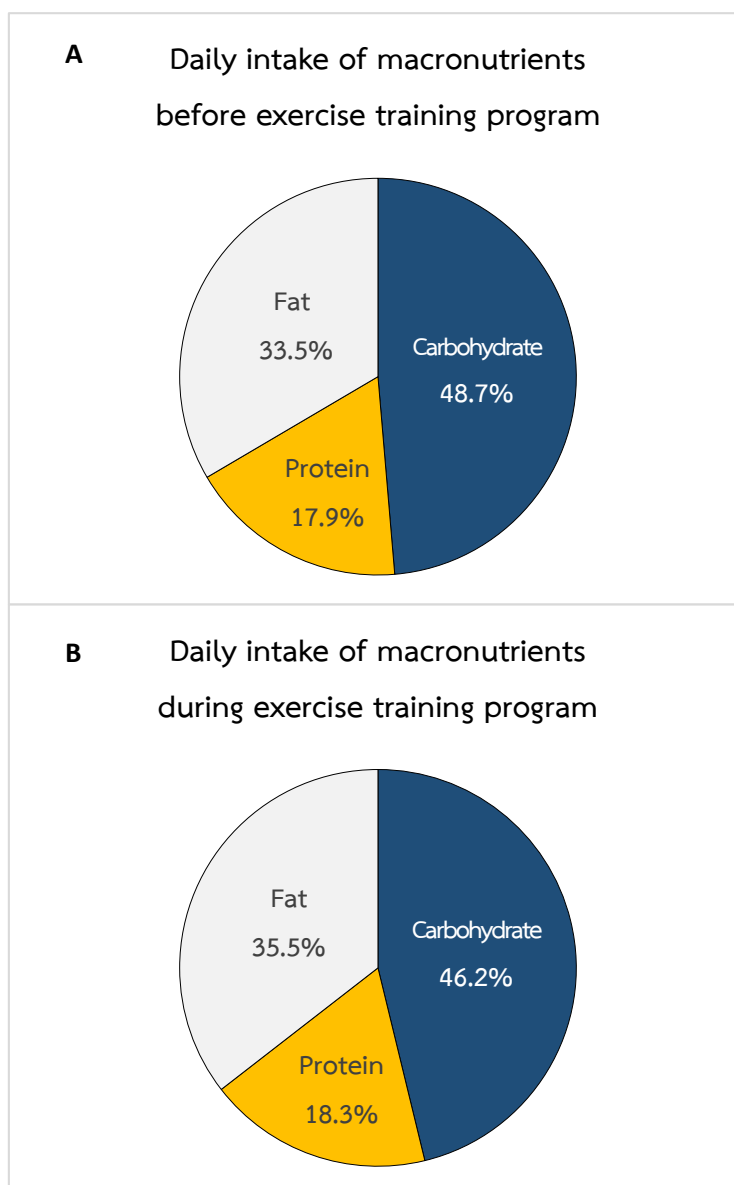 A
Daily intake of macronutrients
before exercise training program
Fat
33.5%
Carbohydrate
48.7%
Protein
17.9%
B
Daily intake of macronutrients
during exercise training program
Fat
35.5%
Carbohydrate
46.2%
Protein
18.3%